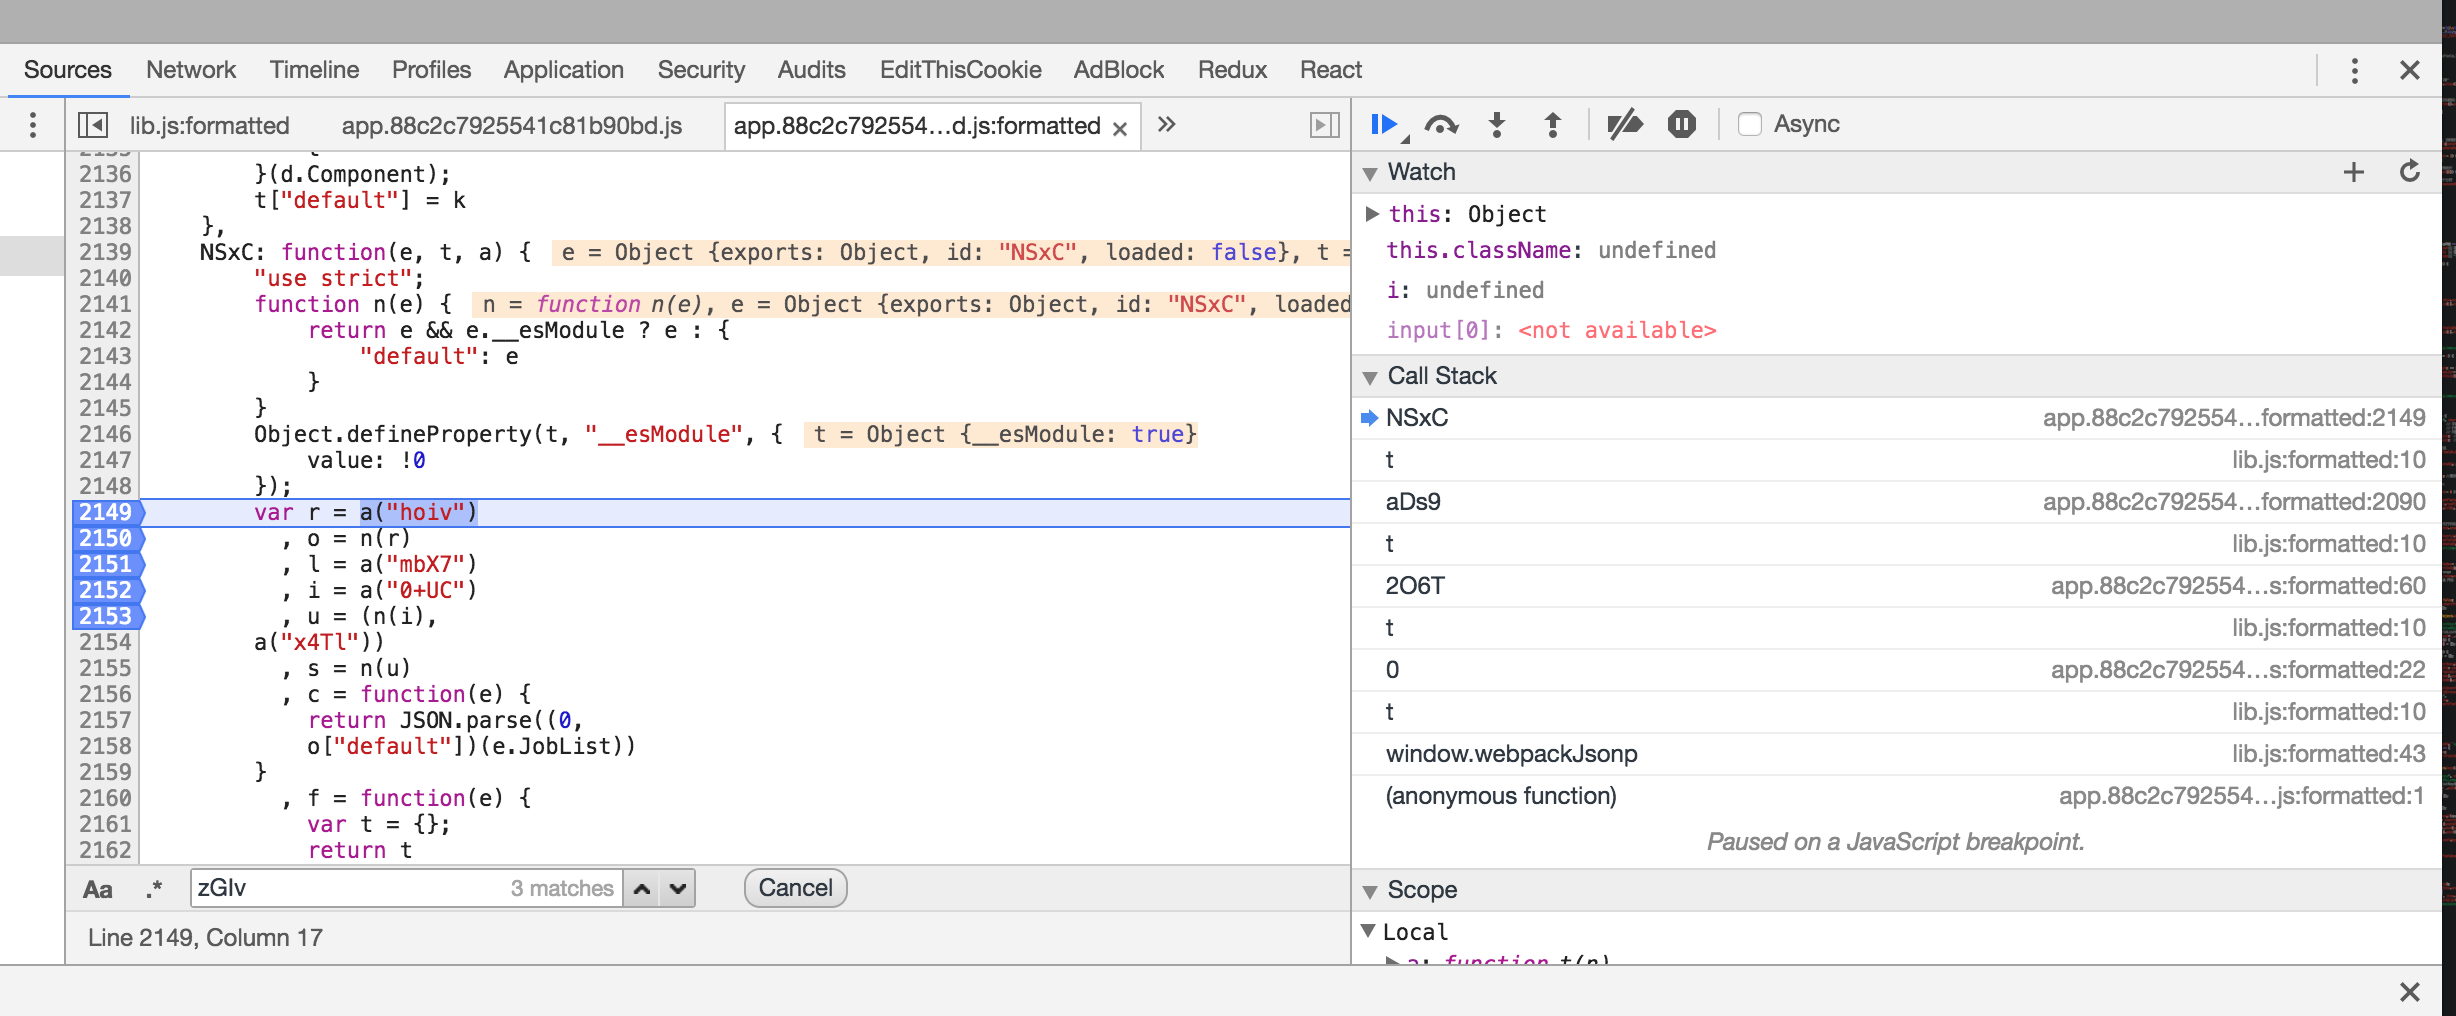 Sources Network Timeline Profiles Application Security Audits EditThisCookie AdBlock Redux React
lib.js:formatted app.88c2c7925541c81b90bd.js app.88c2c792554...d.js:formatted
Async
2136 }(d.Component);
2137 t["default"] = k
2138 },
2139 NSxC: function(e, t, a) { e = Object {exports: Object, id: "NSxC", loaded: false}, t =
2140 "use strict";
2141 function n(e) { n = function n(e), e = Object {exports: Object, id: "NSxC", loaded
2142 return e && e.__esModule ? e : {
2143 "default": e
2144 }
2145 }
2146 Object.defineProperty(t, "__esModule", { t = Object {__esModule: true}
2147 value: !0
2148 });
2149 var r = a("hoiv")
2150 , o = n(r)
2151 , l = a("mbX7")
2152 , i = a("0+UC")
2153 , u = (n(i),
2154 a("x4Tl"))
2155 , s = n(u)
2156 , c = function(e) {
2157 return JSON.parse((0,
2158 o["default"])(e.JobList))
2159 }
2160 , f = function(e) {
2161 var t = {};
2162 return t
Aa .* zGIv 3 matches Cancel
Line 2149, Column 17
Watch
this: Object
this.className: undefined
i: undefined
input[0]: <not available>
Call Stack
NSxC app.88c2c792554...formatted:2149
t lib.js:formatted:10
aDs9 app.88c2c792554...formatted:2090
t lib.js:formatted:10
2O6T app.88c2c792554...s:formatted:60
t lib.js:formatted:10
0 app.88c2c792554...s:formatted:22
t lib.js:formatted:10
window.webpackJsonp lib.js:formatted:43
(anonymous function) app.88c2c792554...js:formatted:1
Paused on a JavaScript breakpoint.
Scope
Local
a: function t(n)